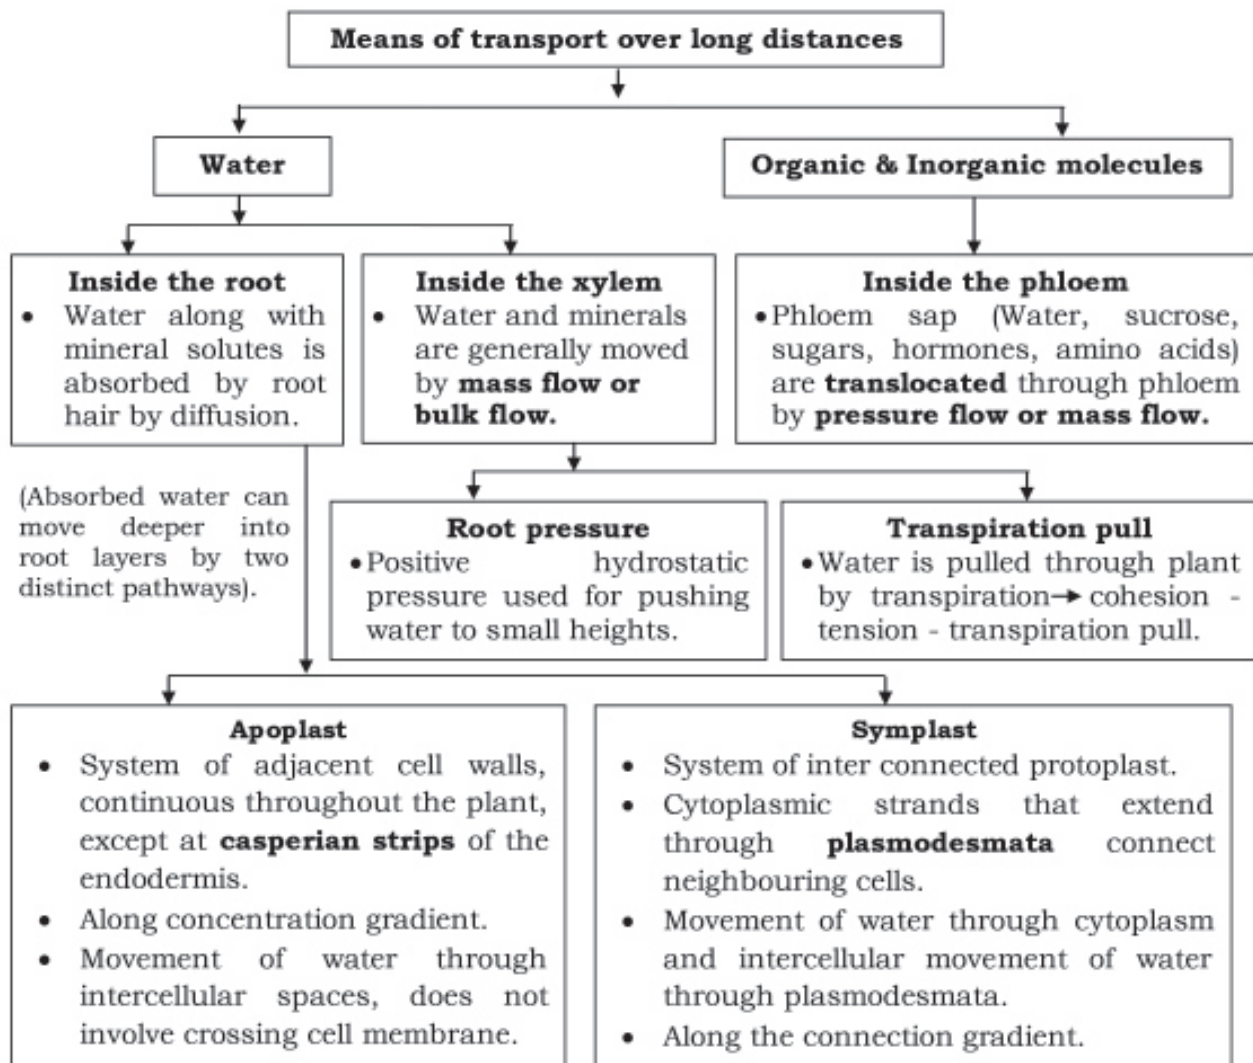 Means of transport over long distances
Water
Organic & Inorganic molecules
Inside the root
• Water along with
mineral solutes is
absorbed by root
hair by diffusion.
Inside the xylem
• Water and minerals
are generally moved
by mass flow or
bulk flow.
Inside the phloem
• Phloem sap (Water, sucrose,
sugars, hormones, amino acids)
are translocated through phloem
by pressure flow or mass flow.
(Absorbed water can
move deeper into
root layers by two
distinct pathways).
Root pressure
• Positive hydrostatic
pressure used for pushing
water to small heights.
Transpiration pull
• Water is pulled through plant
by transpiration→ cohesion -
tension - transpiration pull.
Apoplast
• System of adjacent cell walls,
continuous throughout the plant,
except at casperian strips of the
endodermis.
• Along concentration gradient.
• Movement of water through
intercellular spaces, does not
involve crossing cell membrane.
Symplast
• System of inter connected protoplast.
• Cytoplasmic strands that extend
through plasmodesmata connect
neighbouring cells.
• Movement of water through cytoplasm
and intercellular movement of water
through plasmodesmata.
• Along the connection gradient.